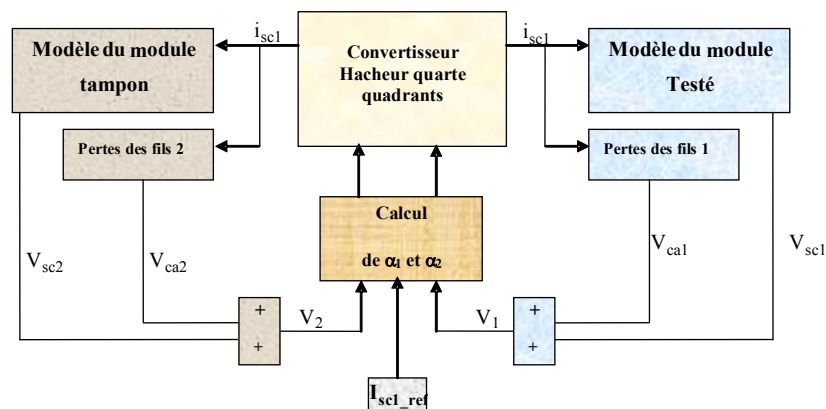 i_sc1
i_sc1
Modèle du module
tampon
Convertisseur
Hacheur quarte
quadrants
Modèle du module
Testé
Pertes des fils 2
Pertes des fils 1
Calcul
de α₁ et α₂
V_sc2
V_ca2
V_ca1
V_sc1
+
+
V_2
V_1
+
+
I_sc1_ref